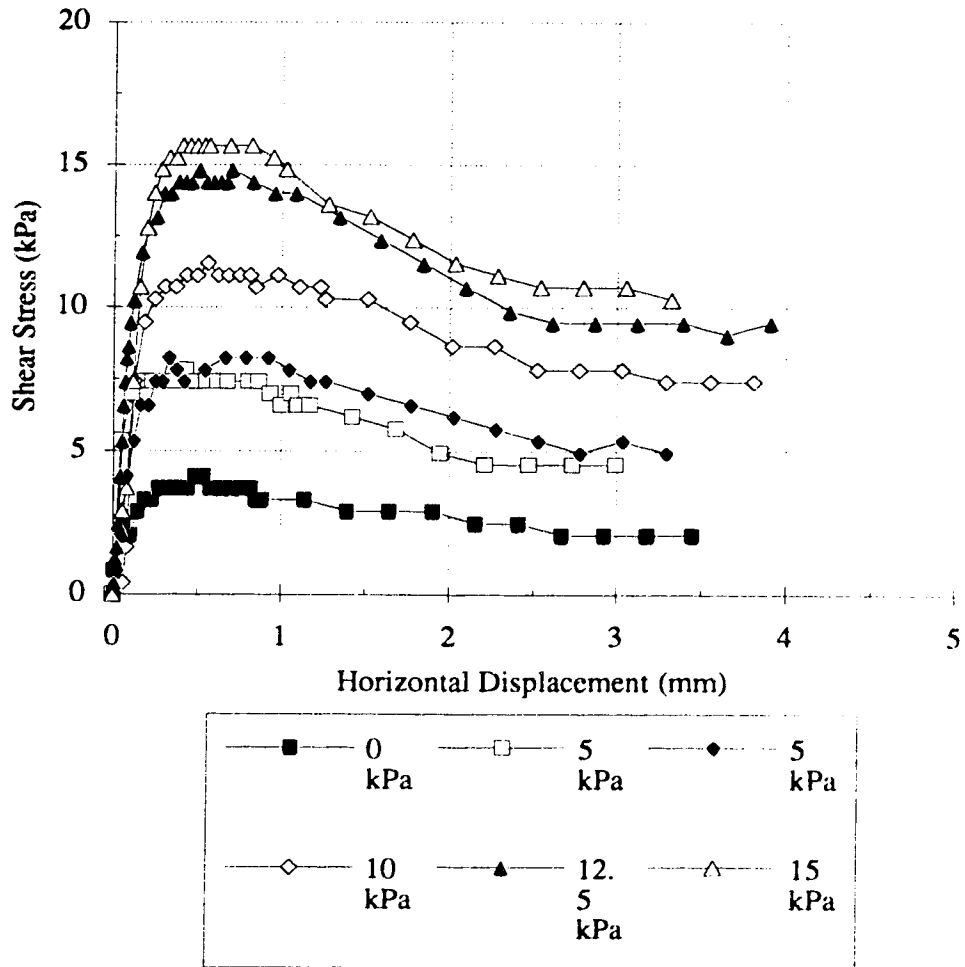 20
15
10
5
0
Shear Stress (kPa)
0 1 2 3 4 5
Horizontal Displacement (mm)
0 kPa
5 kPa
5 kPa
10 kPa
12. 5 kPa
15 kPa